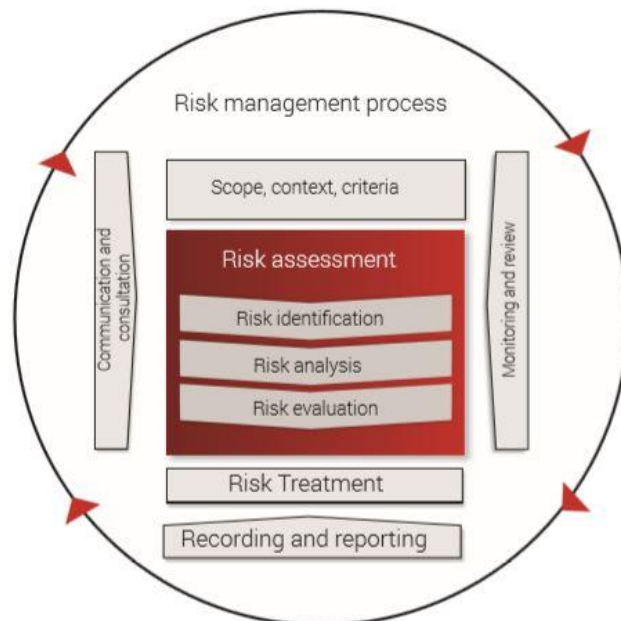 Risk management process
Scope, context, criteria
Communication and
consultation
Risk assessment
Risk identification
Risk analysis
Risk evaluation
Monitoring and review
Risk Treatment
Recording and reporting